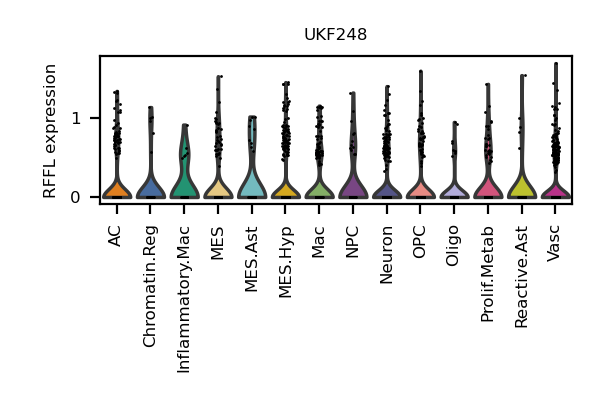 UKF248
RFFL expression
1
0
AC
Chromatin.Reg
Inflammatory.Mac
MES
MES.Ast
MES.Hyp
Mac
NPC
Neuron
OPC
Oligo
Prolif.Metab
Reactive.Ast
Vasc